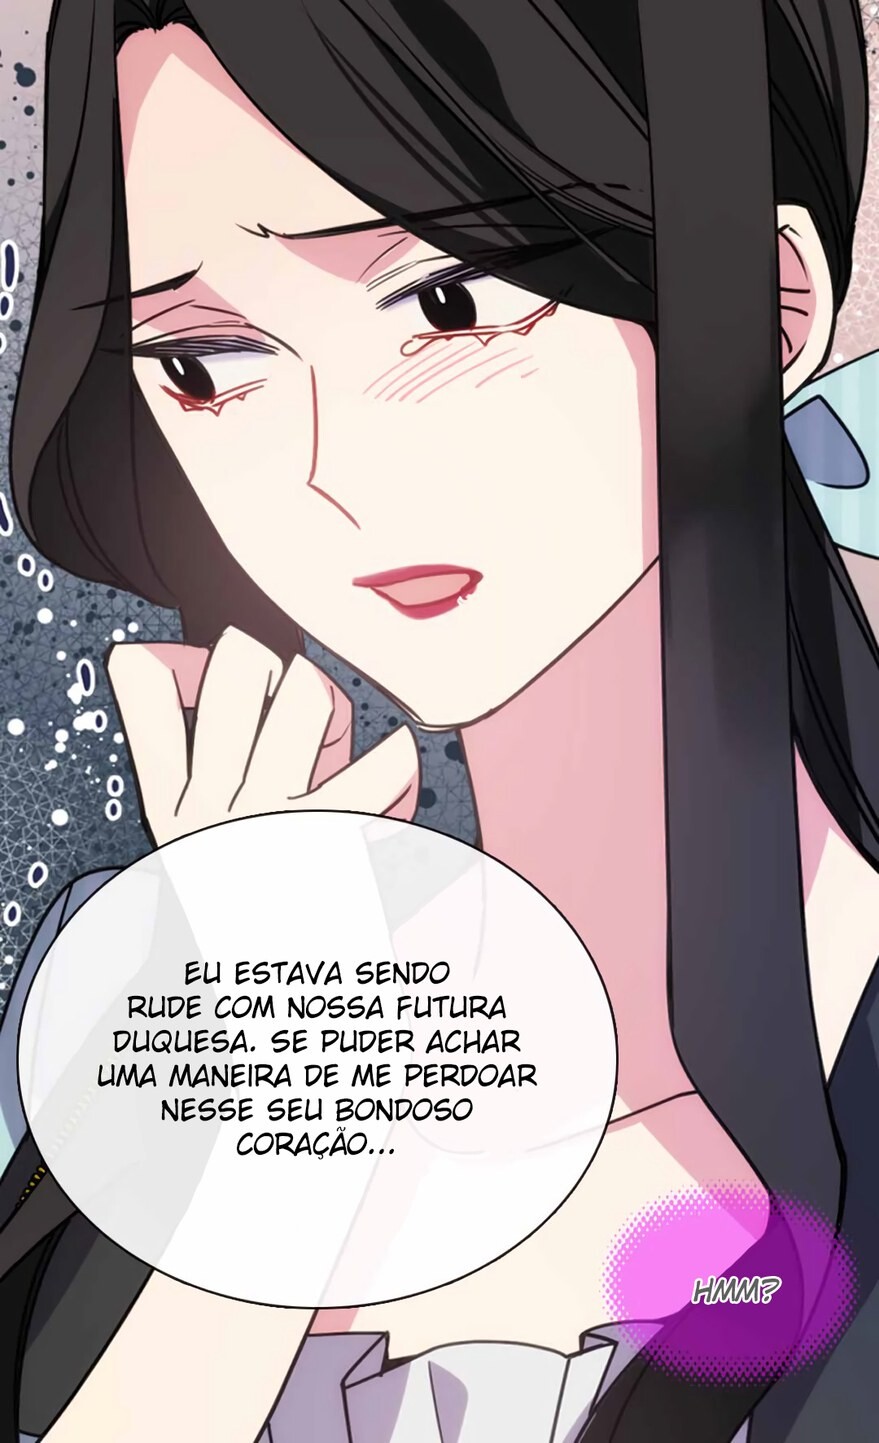 EU ESTAVA SENDO
RUDE COM NOSSA FUTURA
DUQUESA. SE PUDER ACHAR
UMA MANEIRA DE ME PERDOAR
NESSE SEU BONDOSO
CORAÇÃO...
HMM?